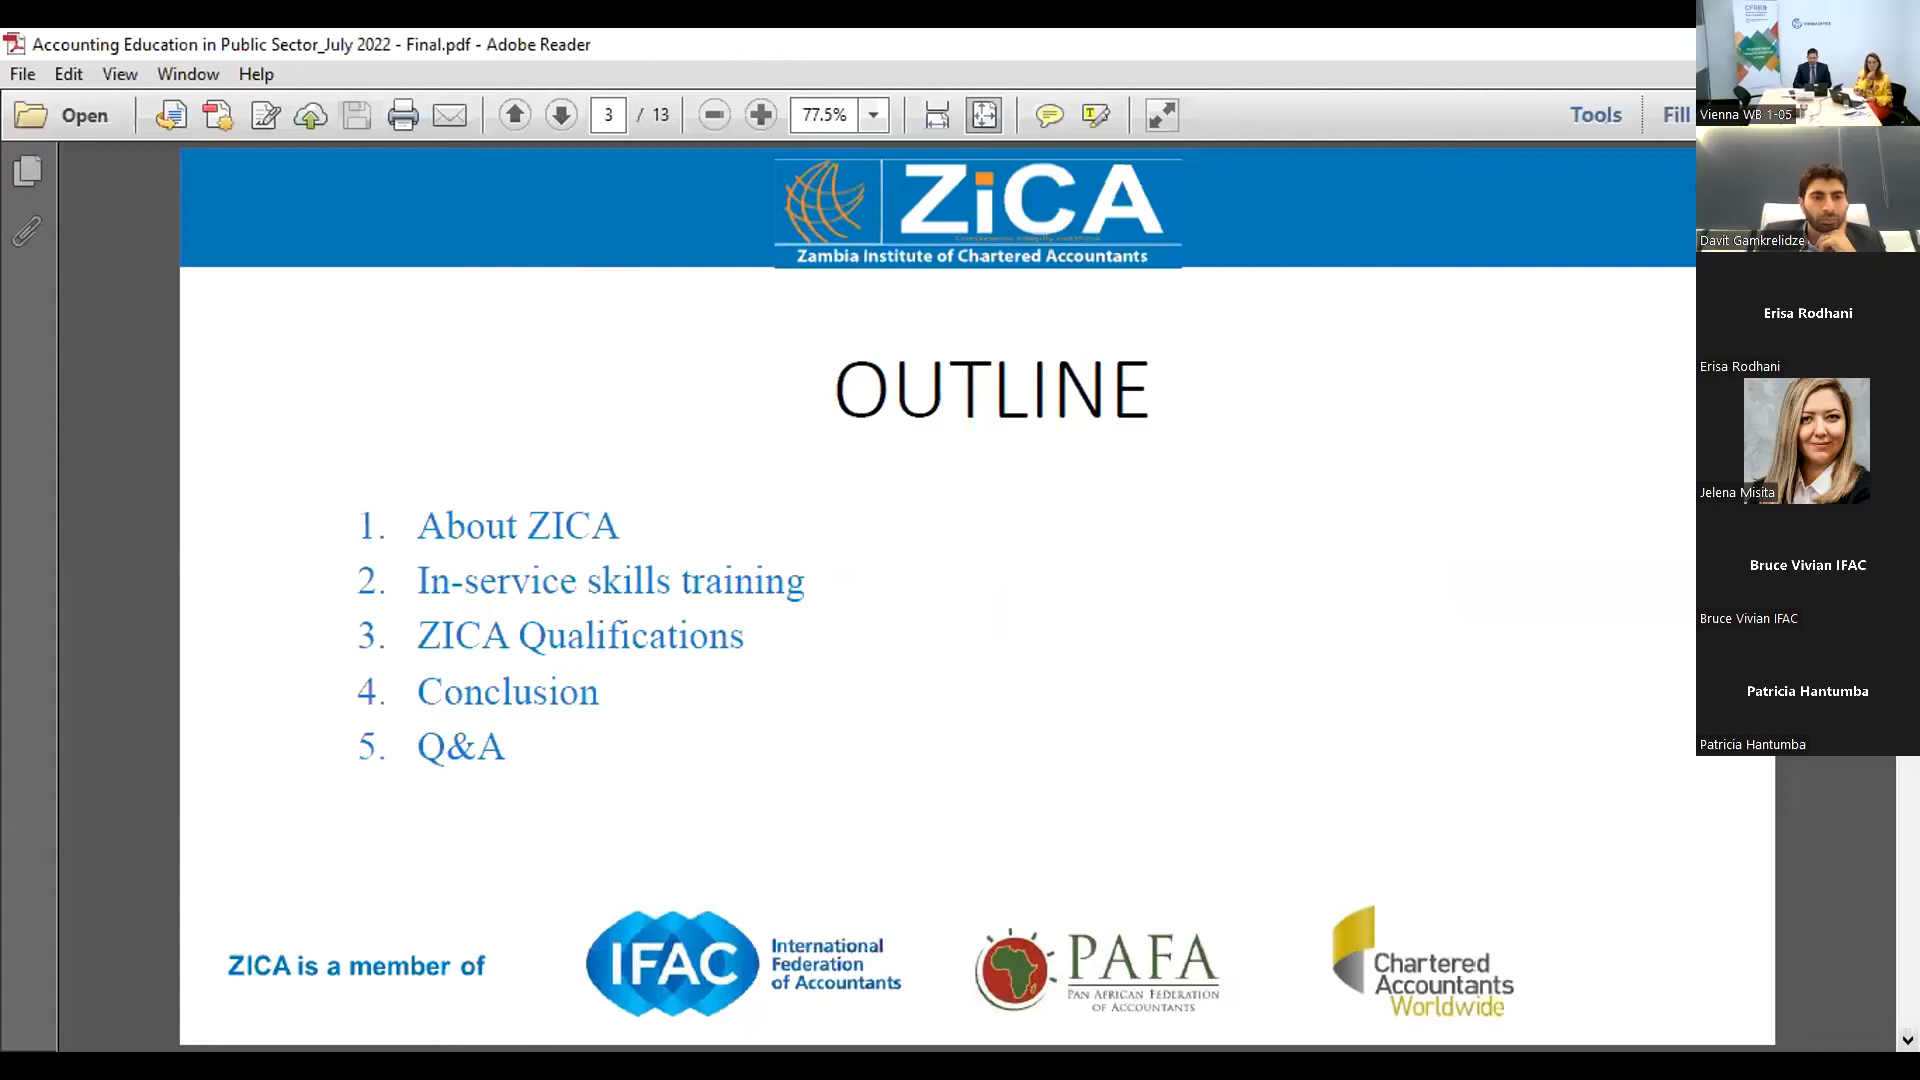 Accounting Education in Public Sector_July 2022 - Final.pdf - Adobe Reader
File Edit View Window Help
Open 3 / 13 77.5% Tools Fill
ZiCA
Zambia Institute of Chartered Accountants
OUTLINE
1. About ZICA
2. In-service skills training
3. ZICA Qualifications
4. Conclusion
5. Q&A
ZICA is a member of
IFAC
International
Federation
of Accountants
PAFA
PAN AFRICAN FEDERATION
OF ACCOUNTANTS
Chartered
Accountants
Worldwide
Vienna WB 1-05
Davit Gamkrelidze
Erisa Rodhani
Erisa Rodhani
Jelena Misita
Bruce Vivian IFAC
Bruce Vivian IFAC
Patricia Hantumba
Patricia Hantumba